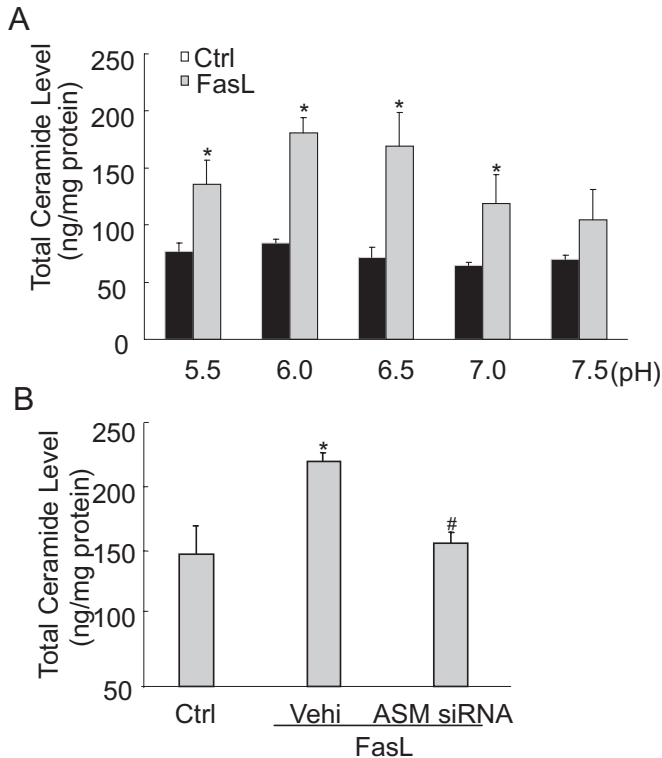 A
Total Ceramide Level
(ng/mg protein)
250
200
150
100
50
0
Ctrl
FasL
*
*
*
*
5.5 6.0 6.5 7.0 7.5 (pH)
B
Total Ceramide Level
(ng/mg protein)
250
200
150
100
50
*
#
Ctrl Vehi ASM siRNA
FasL